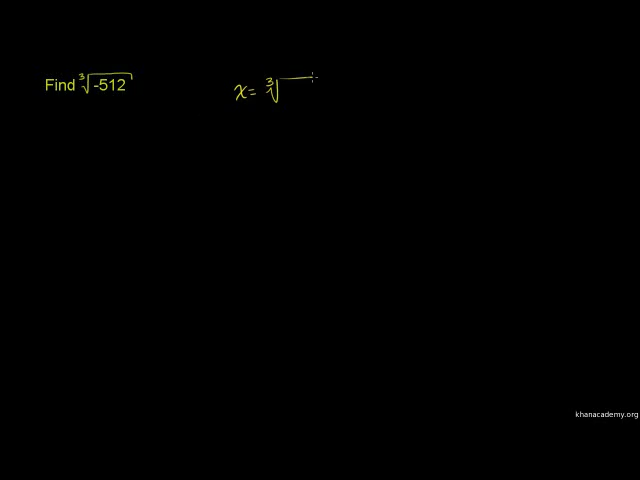 Find ∛-512
x = ∛
khanacademy.org